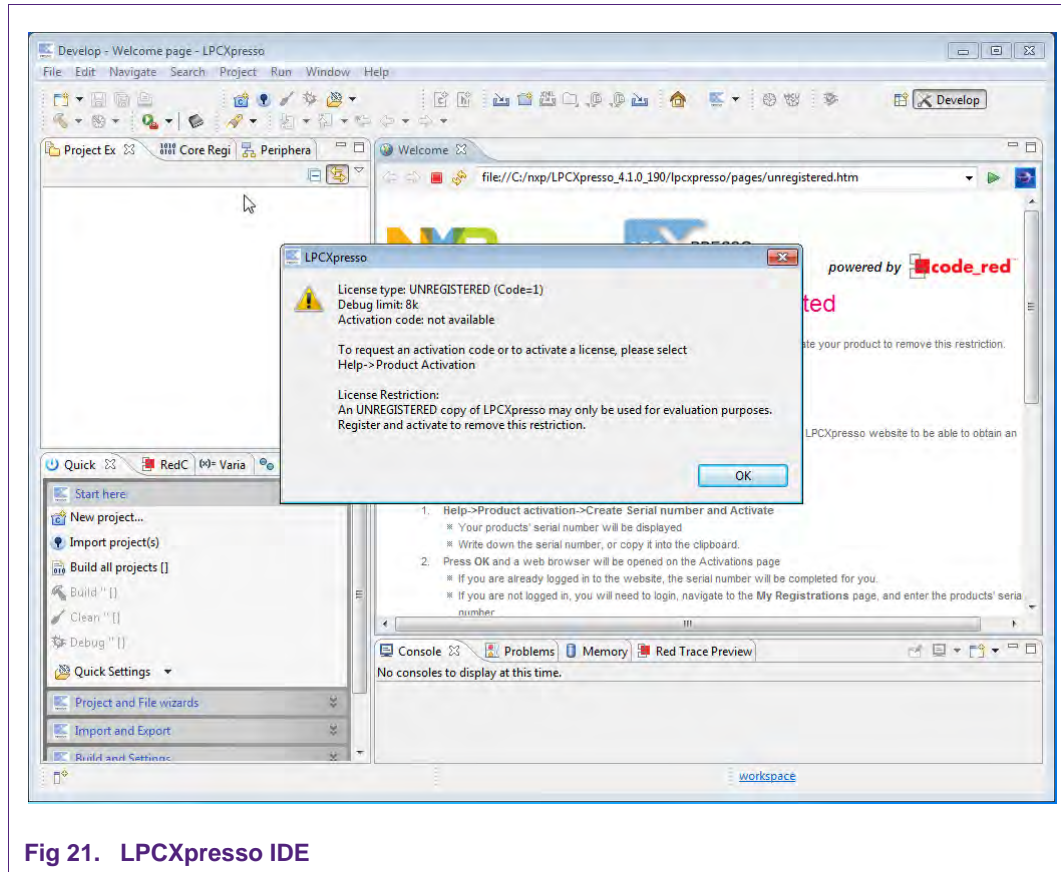 Develop - Welcome page - LPCXpresso
File Edit Navigate Search Project Run Window Help
Develop
Project Ex Core Regi Periphera
Welcome
file://C:/nxp/LPCXpresso_4.1.0_190/lpcxpresso/pages/unregistered.htm
powered by code_red
ted
ate your product to remove this restriction.
LPCXpresso website to be able to obtain an
LPCXpresso
License type: UNREGISTERED (Code=1)
Debug limit: 8k
Activation code: not available
To request an activation code or to activate a license, please select
Help->Product Activation
License Restriction:
An UNREGISTERED copy of LPCXpresso may only be used for evaluation purposes.
Register and activate to remove this restriction.
OK
1. Help->Product activation->Create Serial number and Activate
Your products' serial number will be displayed
Write down the serial number, or copy it into the clipboard.
2. Press OK and a web browser will be opened on the Activations page
If you are already logged in to the website, the serial number will be completed for you.
If you are not logged in, you will need to login, navigate to the My Registrations page, and enter the products' seria
number
Quick RedC (x)= Varia
Start here
New project...
Import project(s)
Build all projects []
Build '' []
Clean '' []
Debug '' []
Quick Settings
Project and File wizards
Import and Export
Build and Settings
Console Problems Memory Red Trace Preview
No consoles to display at this time.
workspace
Fig 21. LPCXpresso IDE